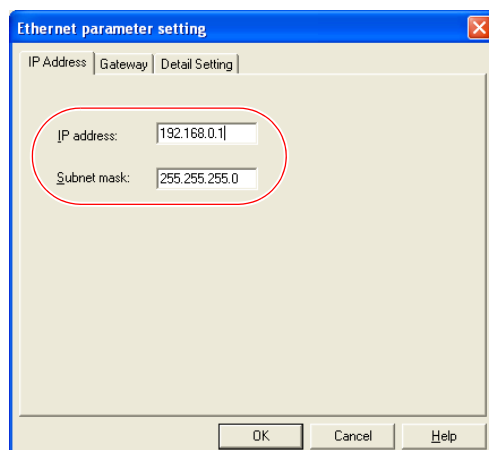 Ethernet parameter setting
IP Address Gateway Detail Setting
IP address: 192.168.0.1
Subnet mask: 255.255.255.0
OK Cancel Help